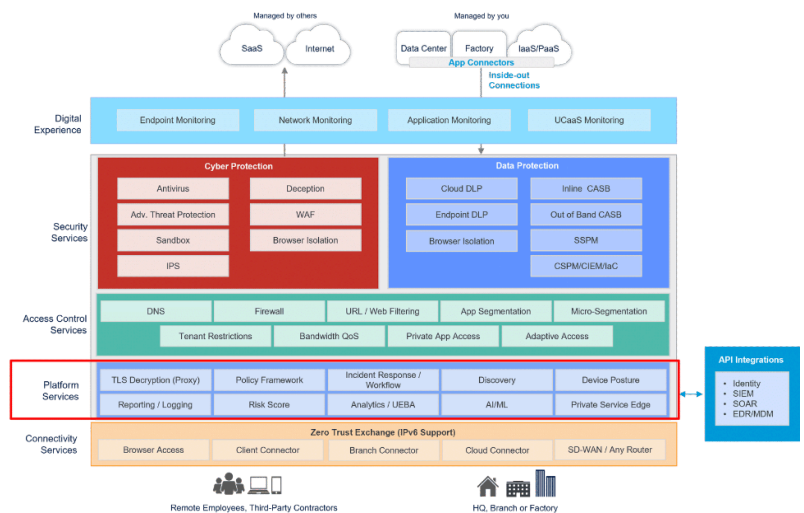 Managed by others
Managed by you
SaaS
Internet
Data Center
Factory
IaaS/PaaS
App Connectors
Inside-out
Connections
Digital
Experience
Endpoint Monitoring
Network Monitoring
Application Monitoring
UCaaS Monitoring
Security
Services
Cyber Protection
Antivirus
Deception
Adv. Threat Protection
WAF
Sandbox
Browser Isolation
IPS
Data Protection
Cloud DLP
Inline CASB
Endpoint DLP
Out of Band CASB
Browser Isolation
SSPM
CSPM/CIEM/IaC
Access Control
Services
DNS
Firewall
URL / Web Filtering
App Segmentation
Micro-Segmentation
Tenant Restrictions
Bandwidth QoS
Private App Access
Adaptive Access
Platform
Services
TLS Decryption (Proxy)
Policy Framework
Incident Response /
Workflow
Discovery
Device Posture
Reporting / Logging
Risk Score
Analytics / UEBA
AI/ML
Private Service Edge
API Integrations
• Identity
• SIEM
• SOAR
• EDR/MDM
Connectivity
Services
Zero Trust Exchange (IPv6 Support)
Browser Access
Client Connector
Branch Connector
Cloud Connector
SD-WAN / Any Router
Remote Employees, Third-Party Contractors
HQ, Branch or Factory